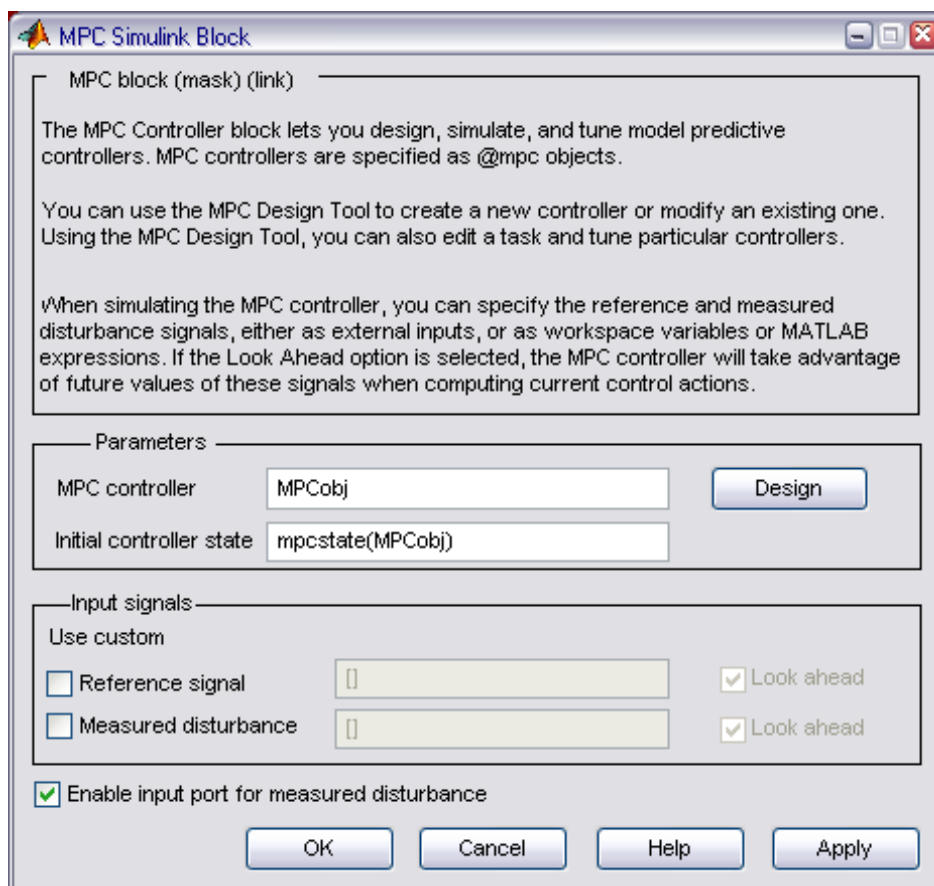 MPC Simulink Block
MPC block (mask) (link)
The MPC Controller block lets you design, simulate, and tune model predictive
controllers. MPC controllers are specified as @mpc objects.
You can use the MPC Design Tool to create a new controller or modify an existing one.
Using the MPC Design Tool, you can also edit a task and tune particular controllers.
When simulating the MPC controller, you can specify the reference and measured
disturbance signals, either as external inputs, or as workspace variables or MATLAB
expressions. If the Look Ahead option is selected, the MPC controller will take advantage
of future values of these signals when computing current control actions.
Parameters
MPC controller MPCobj Design
Initial controller state mpcstate(MPCobj)
Input signals
Use custom
Reference signal [] Look ahead
Measured disturbance [] Look ahead
Enable input port for measured disturbance
OK Cancel Help Apply